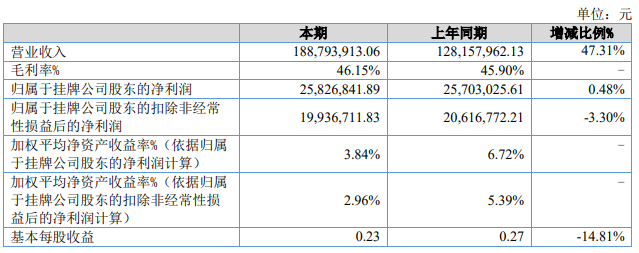 单位：元
本期 上年同期 增减比例%
营业收入 188,793,913.06 128,157,962.13 47.31%
毛利率% 46.15% 45.90% –
归属于挂牌公司股东的净利润 25,826,841.89 25,703,025.61 0.48%
归属于挂牌公司股东的扣除非经常
性损益后的净利润 19,936,711.83 20,616,772.21 -3.30%
加权平均净资产收益率%（依据归属
于挂牌公司股东的净利润计算） 3.84% 6.72% –
加权平均净资产收益率%（依据归属
于挂牌公司股东的扣除非经常性损
益后的净利润计算） 2.96% 5.39% –
基本每股收益 0.23 0.27 -14.81%